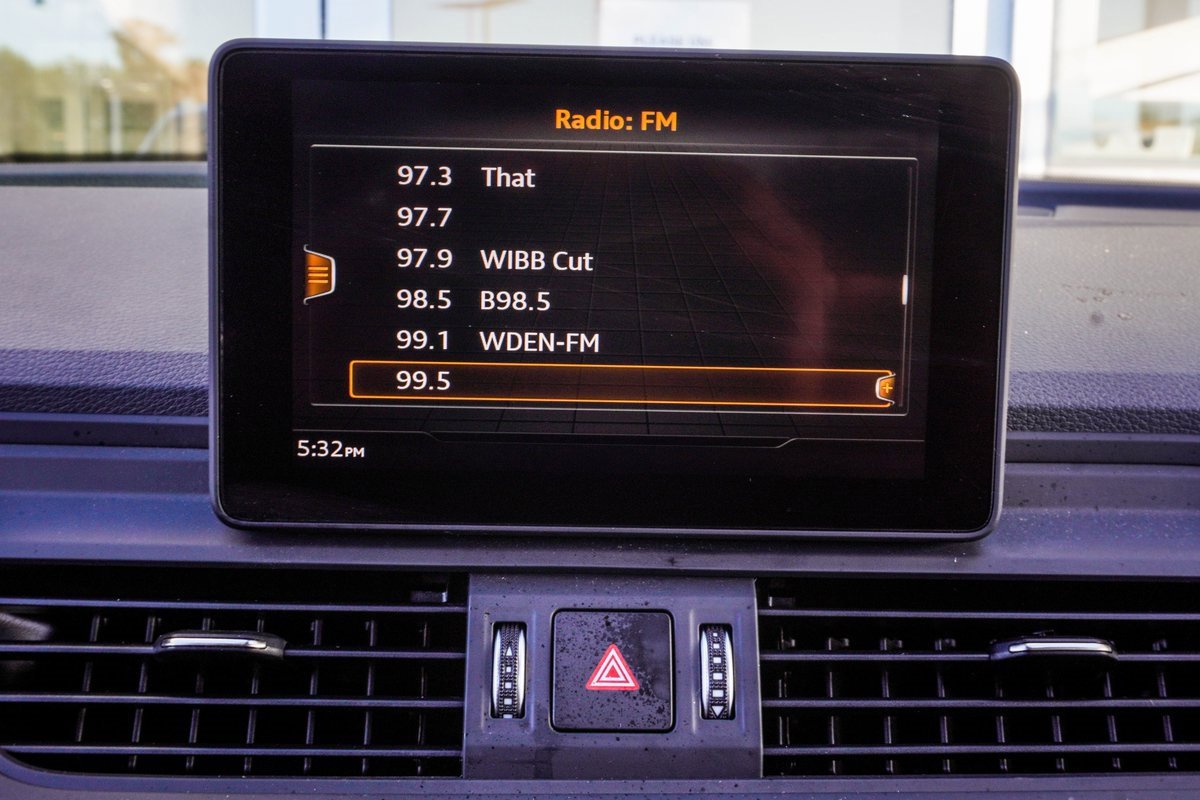 Radio: FM
97.3 That
97.7
97.9 WIBB Cut
98.5 B98.5
99.1 WDEN-FM
99.5
5:32PM